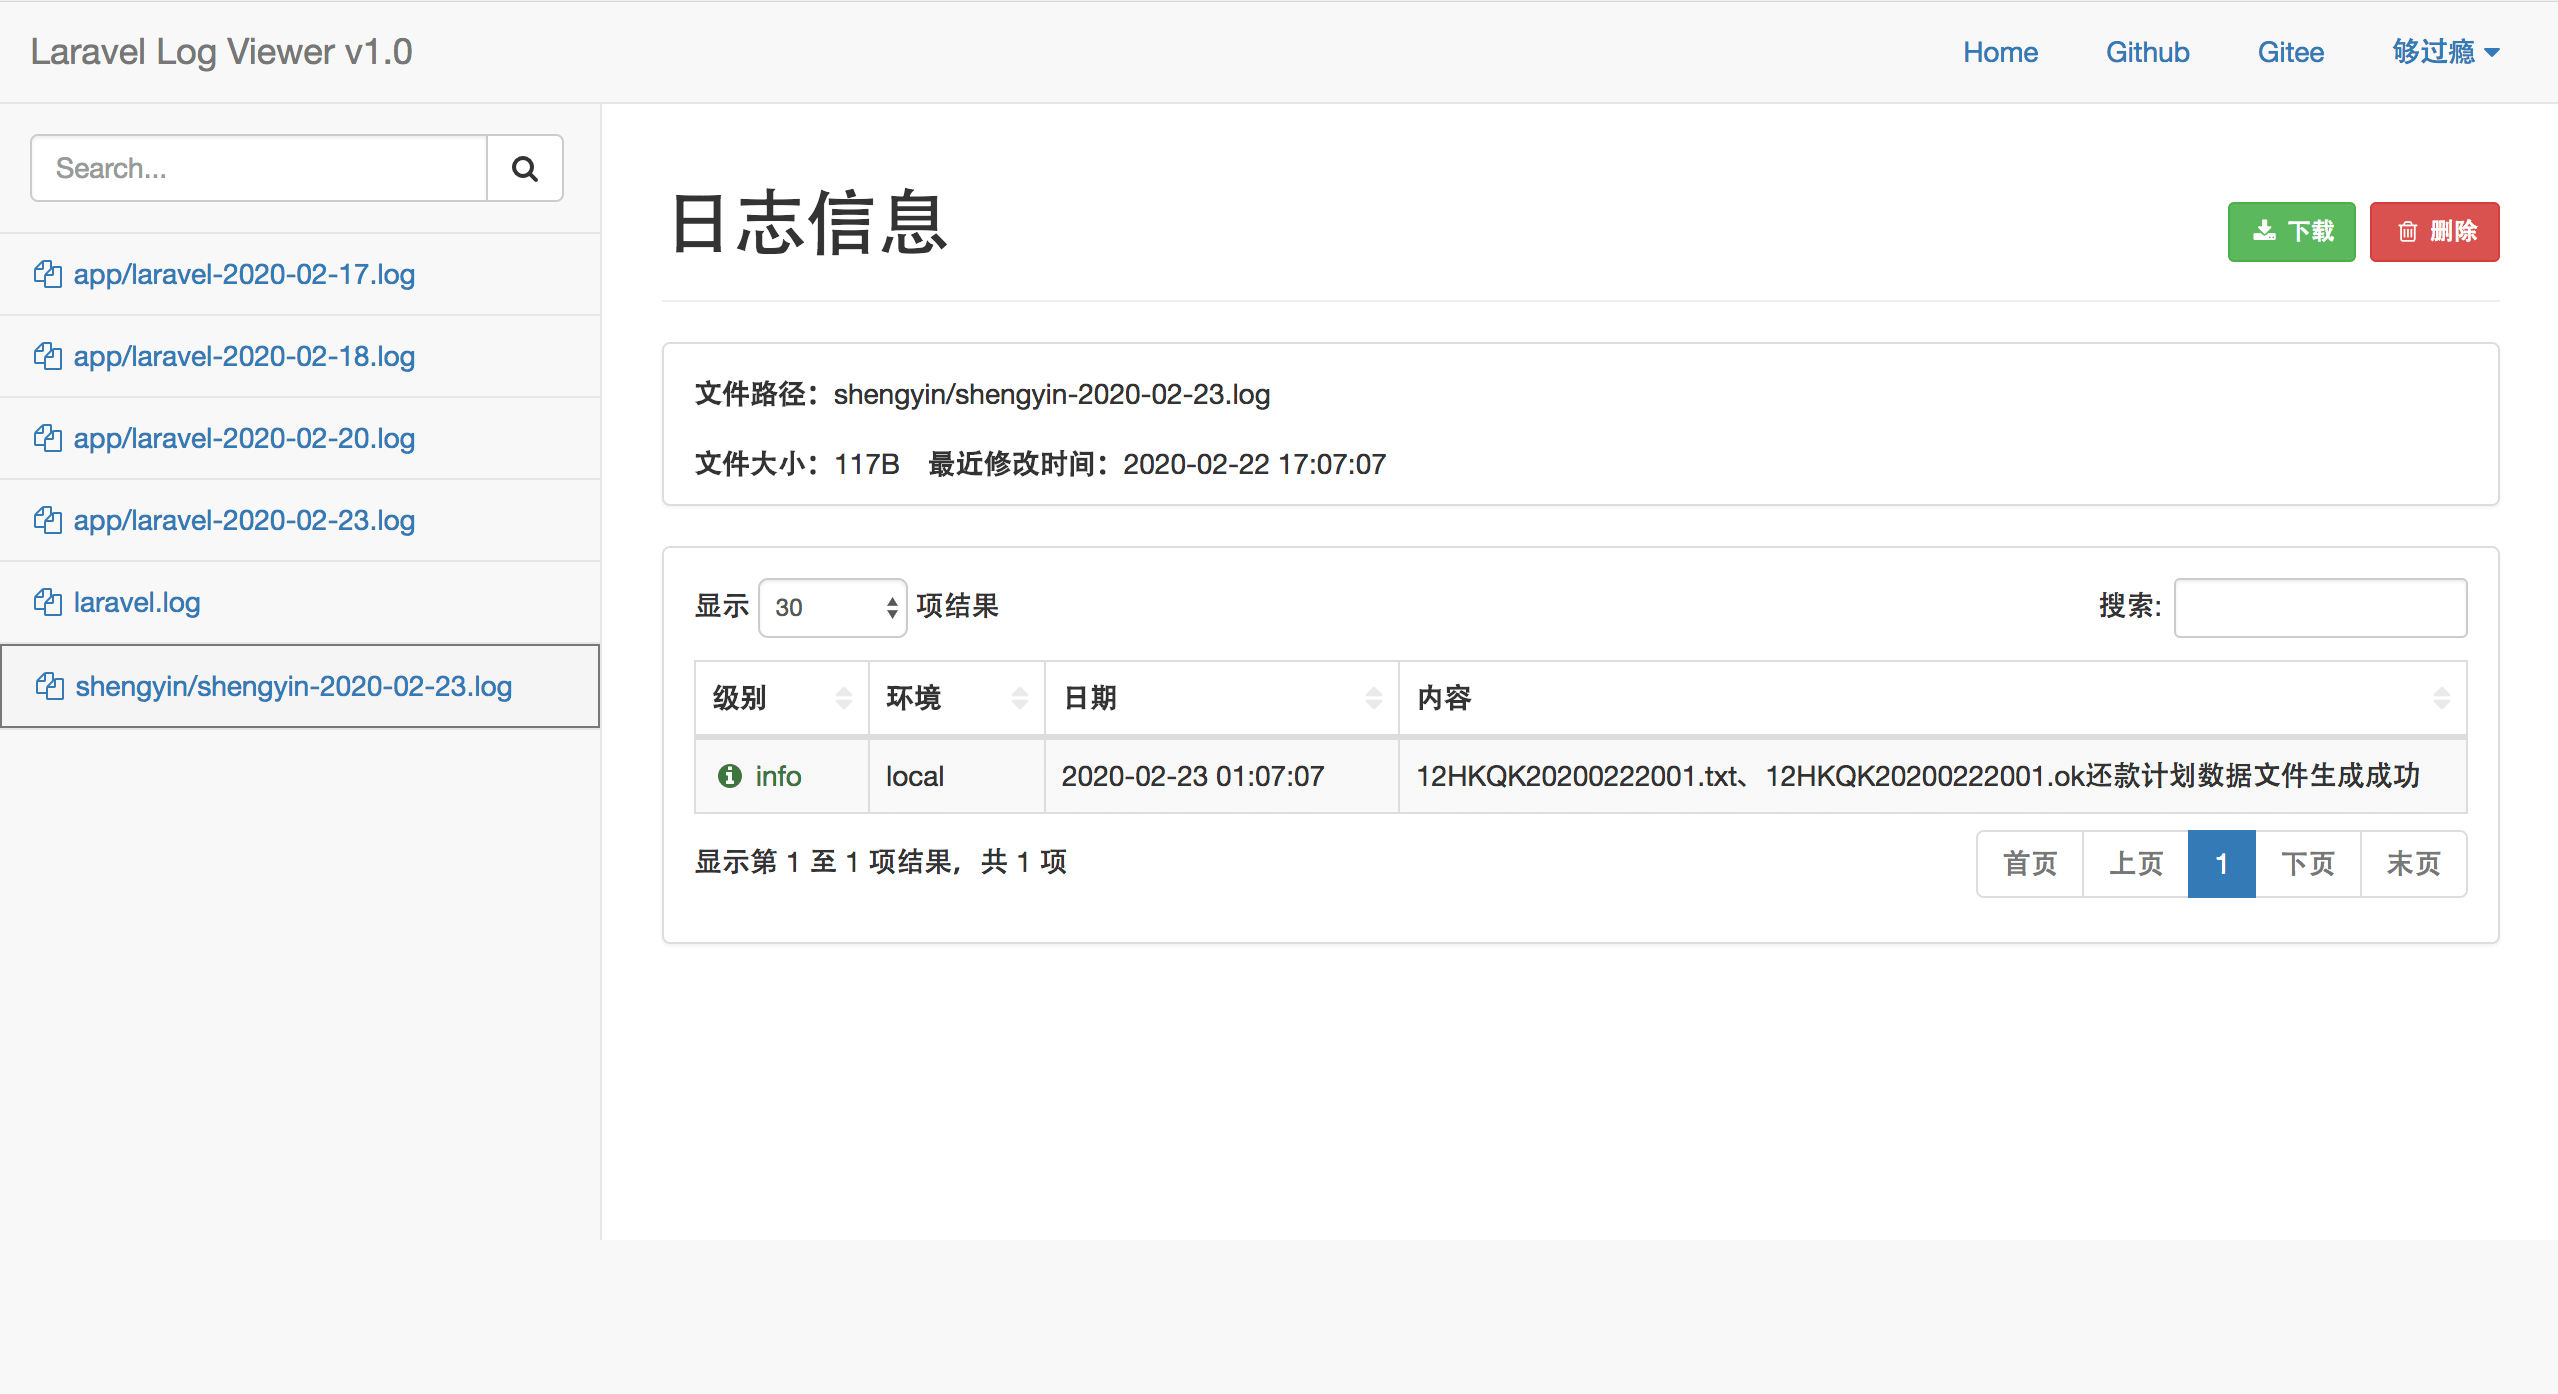 Laravel Log Viewer v1.0
Home Github Gitee 够过瘾
Search...
app/laravel-2020-02-17.log
app/laravel-2020-02-18.log
app/laravel-2020-02-20.log
app/laravel-2020-02-23.log
laravel.log
shengyin/shengyin-2020-02-23.log
日志信息
下载 删除
文件路径：shengyin/shengyin-2020-02-23.log
文件大小：117B 最近修改时间：2020-02-22 17:07:07
显示 30 项结果 搜索:
级别 环境 日期 内容
info local 2020-02-23 01:07:07 12HKQK20200222001.txt、12HKQK20200222001.ok还款计划数据文件生成成功
显示第 1 至 1 项结果，共 1 项
首页 上页 1 下页 末页